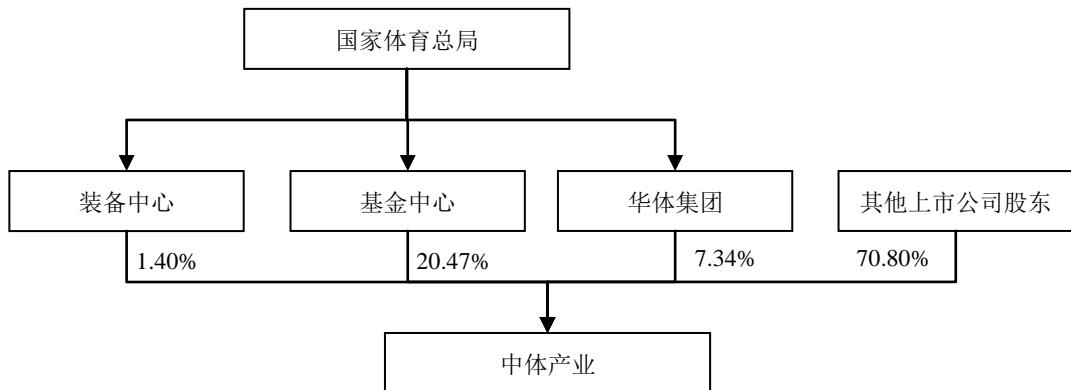 国家体育总局
装备中心
基金中心
华体集团
其他上市公司股东
1.40%
20.47%
7.34%
70.80%
中体产业